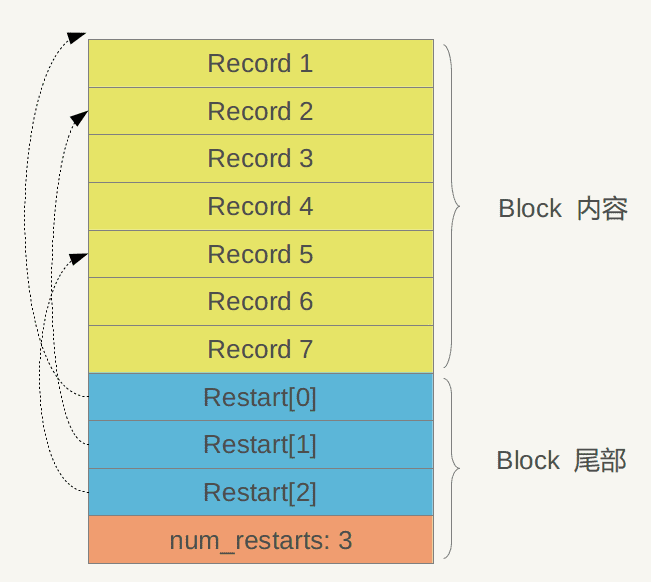 Record 1
Record 2
Record 3
Record 4
Record 5
Record 6
Record 7
Block 内容
Restart[0]
Restart[1]
Restart[2]
num_restarts: 3
Block 尾部